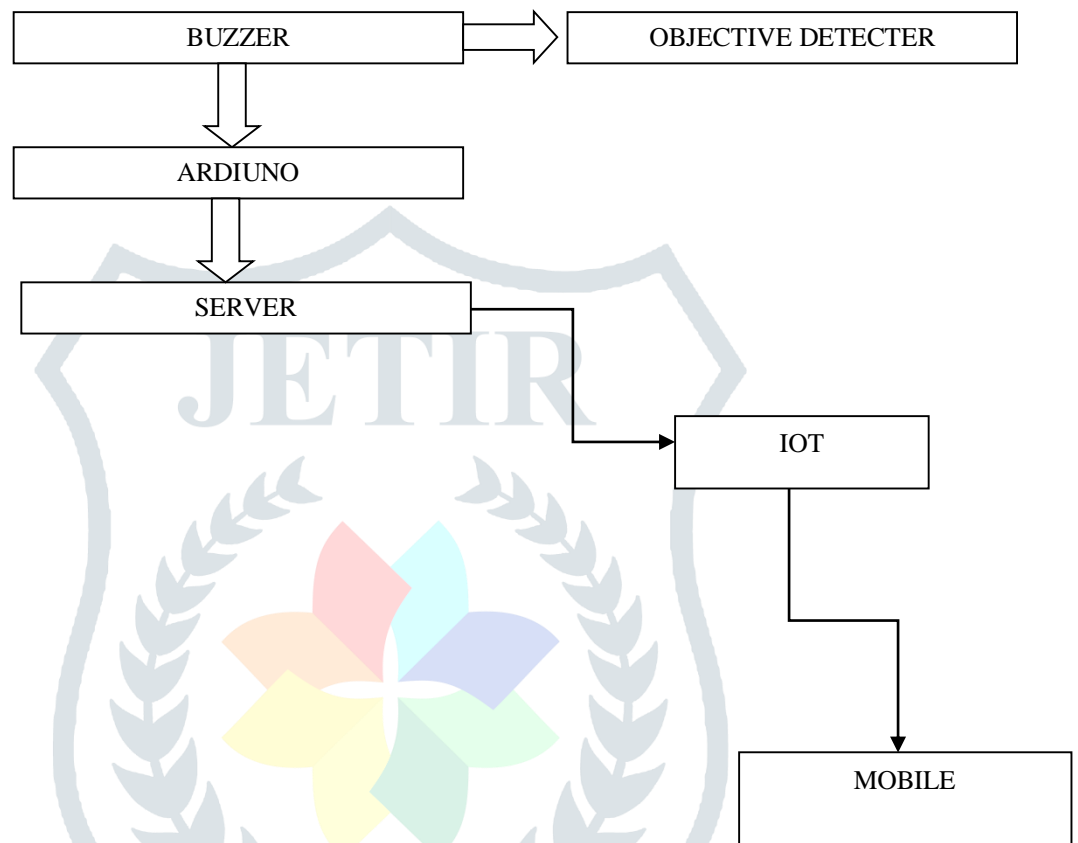 BUZZER
OBJECTIVE DETECTER
ARDIUNO
SERVER
JETIR
IOT
MOBILE